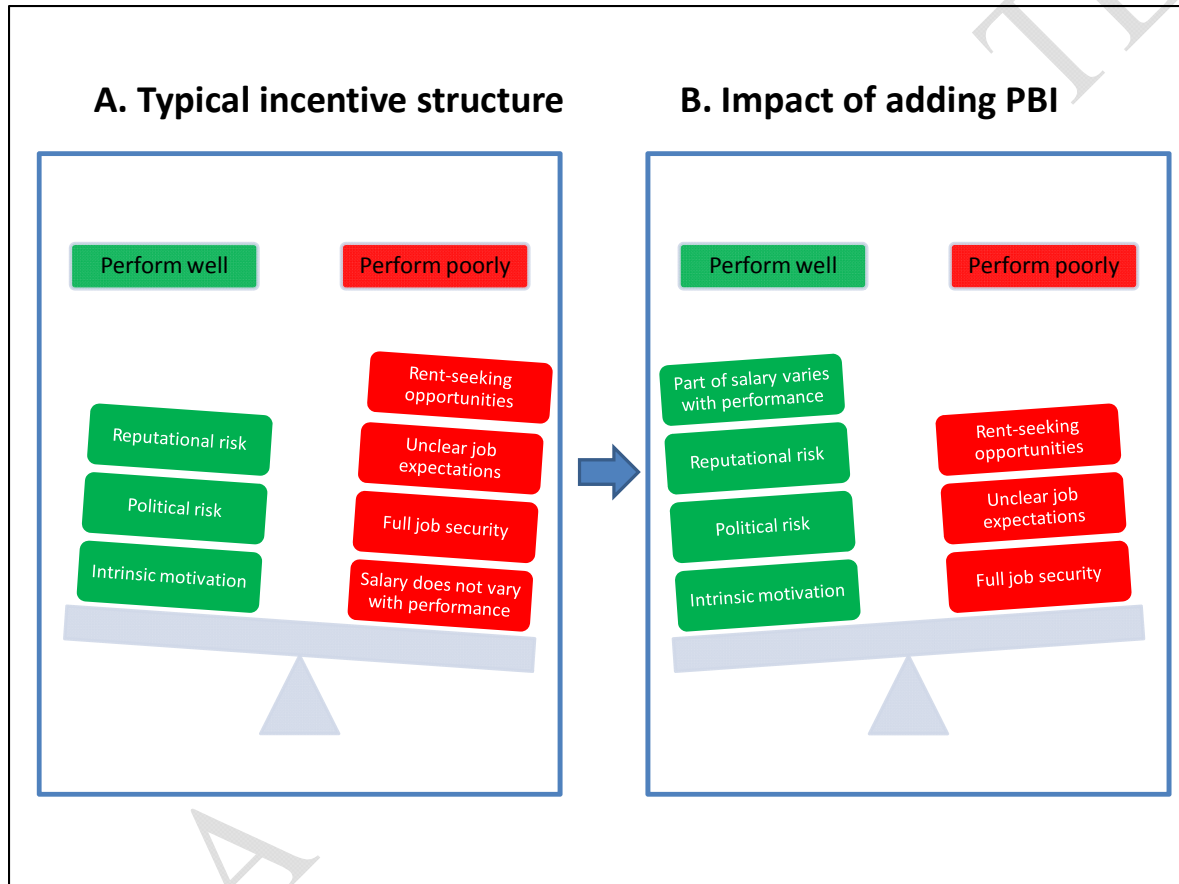 A. Typical incentive structure
Perform well
Perform poorly
Reputational risk
Political risk
Intrinsic motivation
Rent-seeking
opportunities
Unclear job
expectations
Full job security
Salary does not vary
with performance
B. Impact of adding PBI
Perform well
Perform poorly
Part of salary varies
with performance
Reputational risk
Political risk
Intrinsic motivation
Rent-seeking
opportunities
Unclear job
expectations
Full job security